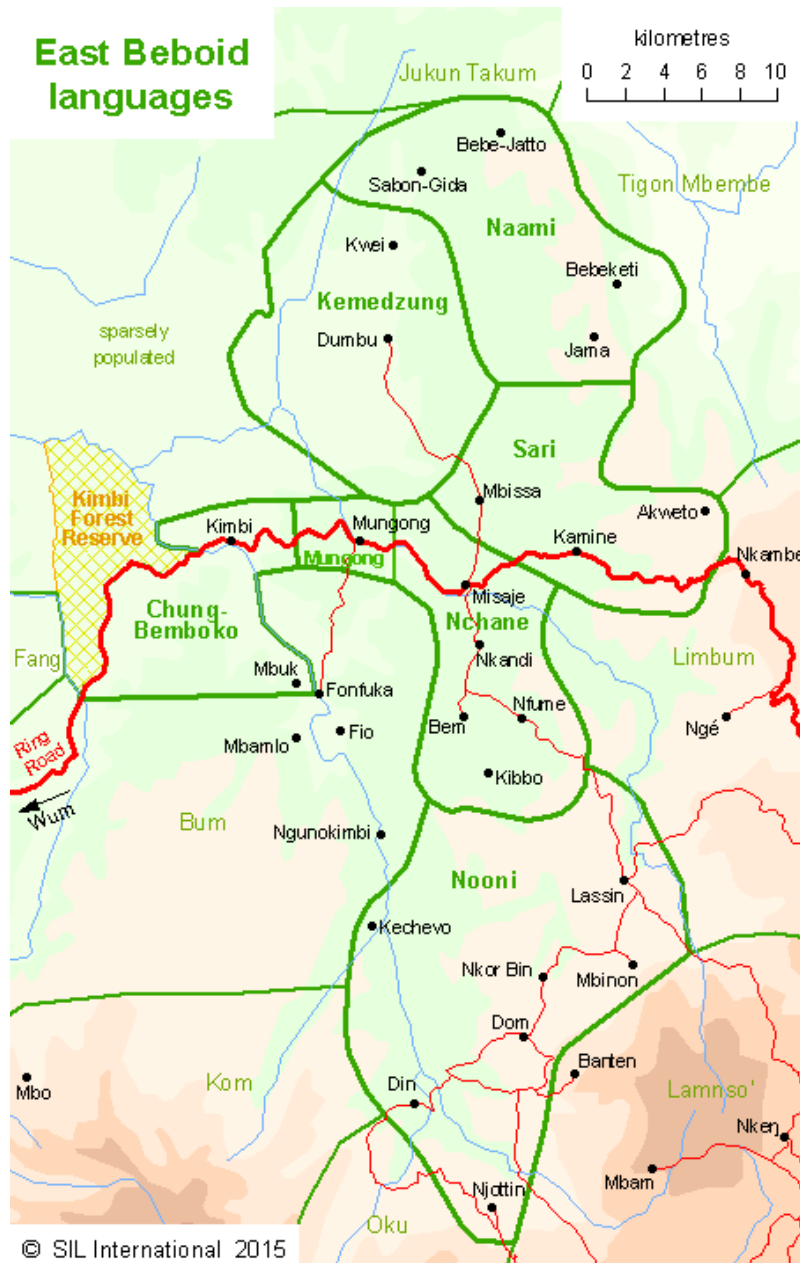 East Beboid
languages
kilometres
0 2 4 6 8 10
Jukun Takum
Bebe-Jatto
Sabon-Gida
Tigon Mbembe
Naami
Kwei
Bebeketi
Kemedzung
sparsely
populated
Dumbu
Jama
Sari
Kimbi
Forest
Reserve
Mbissa
Akweto
Kimbi
Mungong
Mungong
Kamine
Nkambe
Misaje
Chung-
Bemboko
Nchane
Fang
Nkandi
Limbum
Mbuk
Fonfuka
Bem
Nfume
Ngé
Ring
Road
Mbamlo
Fio
Kibbo
Wum
Bum
Ngunokimbi
Nooni
Lassin
Kechevo
Nkor Bin
Mbinon
Dom
Banten
Mbo
Kom
Din
Lamnso'
Nkeŋ
Mbam
Njottin
Oku
© SIL International 2015